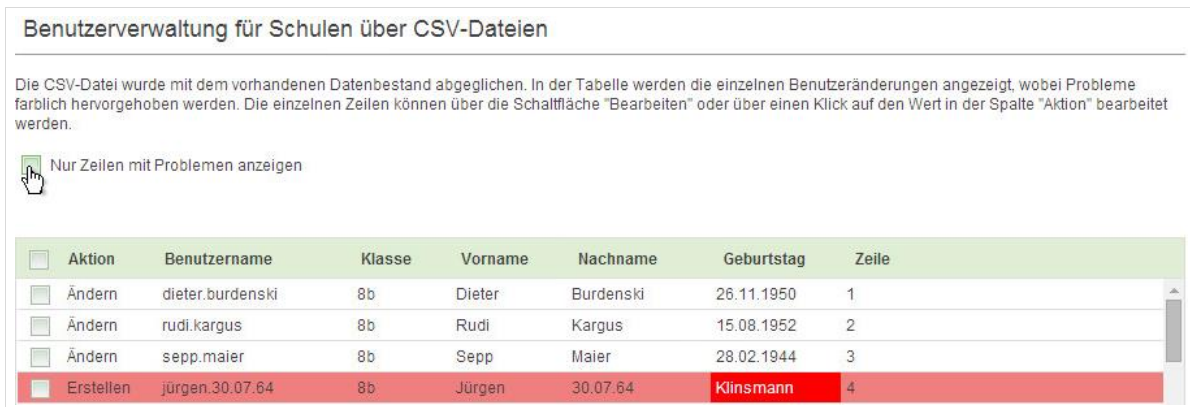 Benutzerverwaltung für Schulen über CSV-Dateien
Die CSV-Datei wurde mit dem vorhandenen Datenbestand abgeglichen. In der Tabelle werden die einzelnen Benutzeränderungen angezeigt, wobei Probleme
farblich hervorgehoben werden. Die einzelnen Zeilen können über die Schaltfläche "Bearbeiten" oder über einen Klick auf den Wert in der Spalte "Aktion" bearbeitet
werden.
Nur Zeilen mit Problemen anzeigen
Aktion Benutzername Klasse Vorname Nachname Geburtstag Zeile
Ändern dieter.burdenski 8b Dieter Burdenski 26.11.1950 1
Ändern rudi.kargus 8b Rudi Kargus 15.08.1952 2
Ändern sepp.maier 8b Sepp Maier 28.02.1944 3
Erstellen jürgen.30.07.64 8b Jürgen 30.07.64 Klinsmann 4